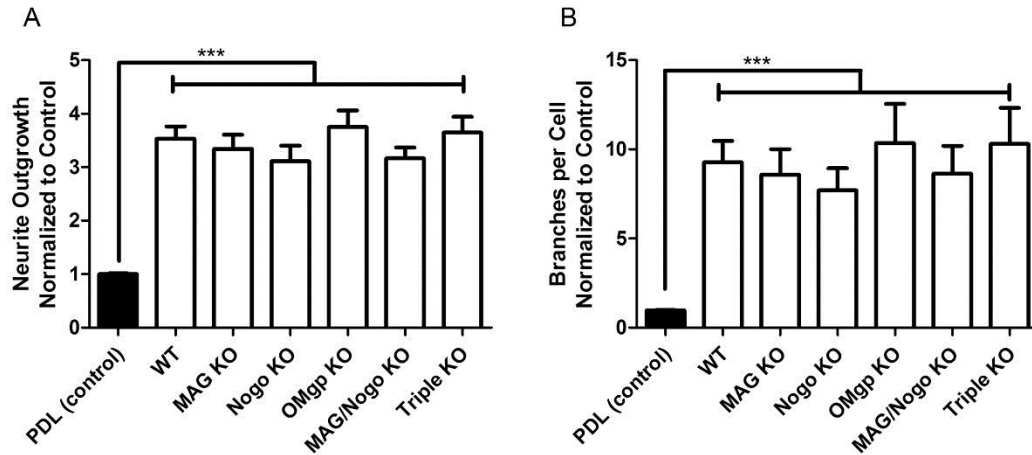 A
***
Neurite Outgrowth
Normalized to Control
5
4
3
2
1
0
PDL (control)
WT
MAG KO
Nogo KO
OMgp KO
MAG/Nogo KO
Triple KO
B
***
Branches per Cell
Normalized to Control
15
10
5
0
PDL (control)
WT
MAG KO
Nogo KO
OMgp KO
MAG/Nogo KO
Triple KO